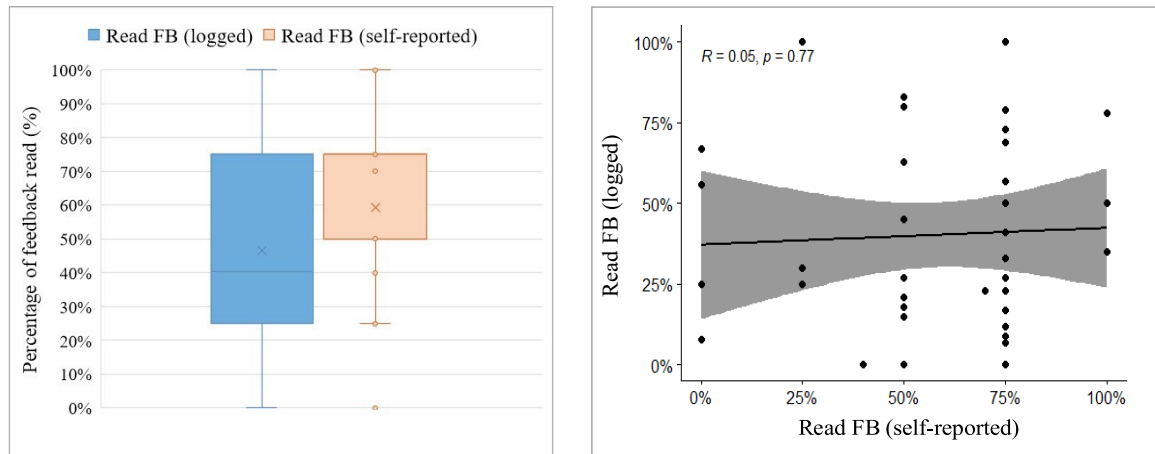 Read FB (logged) Read FB (self-reported)
Percentage of feedback read (%)
100%
90%
80%
70%
60%
50%
40%
30%
20%
10%
0%
R = 0.05, p = 0.77
Read FB (logged)
100%
75%
50%
25%
0%
0% 25% 50% 75% 100%
Read FB (self-reported)